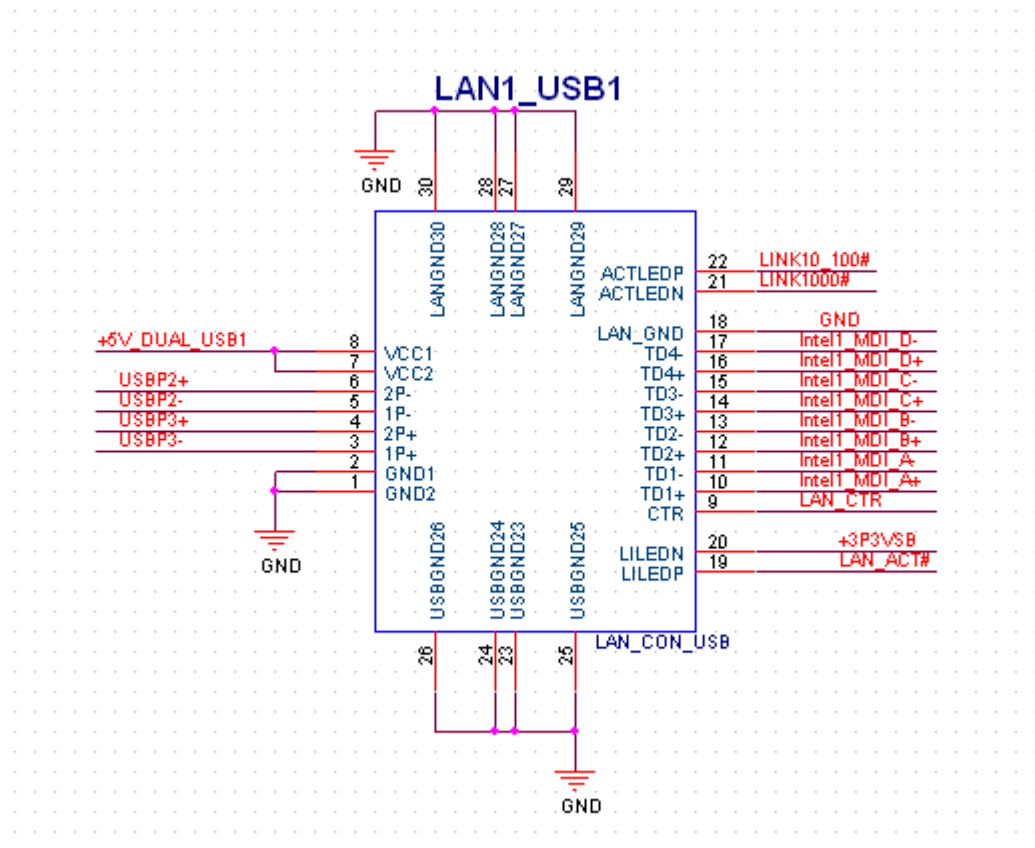 LAN1_USB1
GND
30
28
27
29
LANGND30
LANGND28
LANGND27
LANGND29
ACTLEDP 22 LINK10_100#
ACTLEDN 21 LINK1000#
LAN_GND 18 GND
TD4- 17 Intel1_MDI_D-
TD4+ 16 Intel1_MDI_D+
TD3- 15 Intel1_MDI_C-
TD3+ 14 Intel1_MDI_C+
TD2- 13 Intel1_MDI_B-
TD2+ 12 Intel1_MDI_B+
TD1- 11 Intel1_MDI_A-
TD1+ 10 Intel1_MDI_A+
CTR 9 LAN_CTR
LILEDN 20 +3P3VSB
LILEDP 19 LAN_ACT#
+5V_DUAL_USB1 8 VCC1
7 VCC2
USBP2+ 6 2P-
USBP2- 5 1P-
USBP3+ 4 2P+
USBP3- 3 1P+
2 GND1
1 GND2
GND
USBGND26
USBGND24
USBGND23
USBGND25
LAN_CON_USB
26
24
23
25
GND